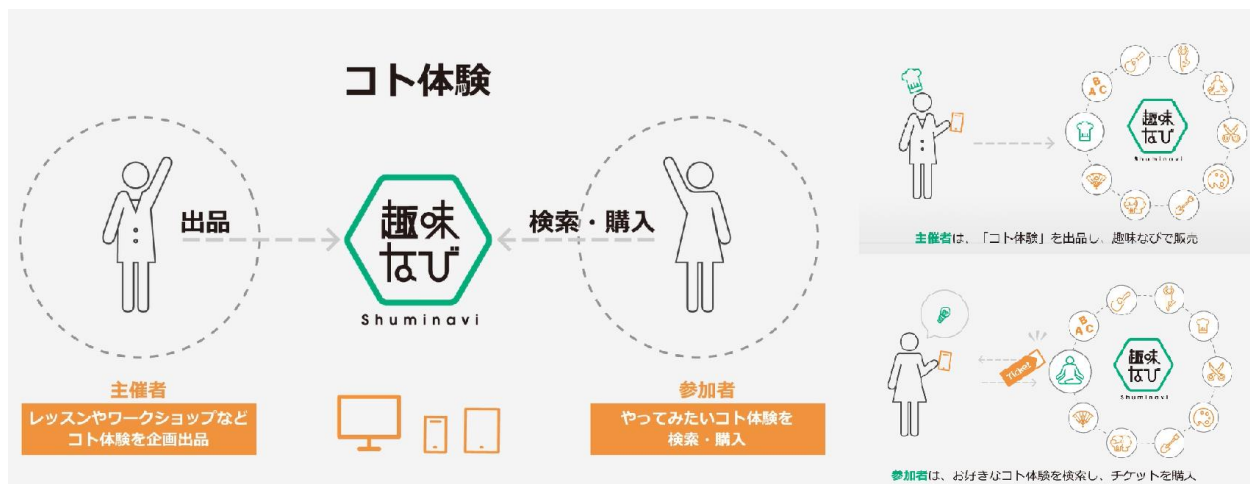 コト体験
出品
趣味
なび
Shuminavi
検索・購入
主催者
レッスンやワークショップなど
コト体験を企画出品
参加者
やってみたいコト体験を
検索・購入
B
A C
趣味
なび
Shuminavi
主催者は、「コト体験」を出品し、趣味なびで販売
B
A C
Ticket
趣味
なび
Shuminavi
参加者は、お好きなコト体験を検索し、チケットを購入